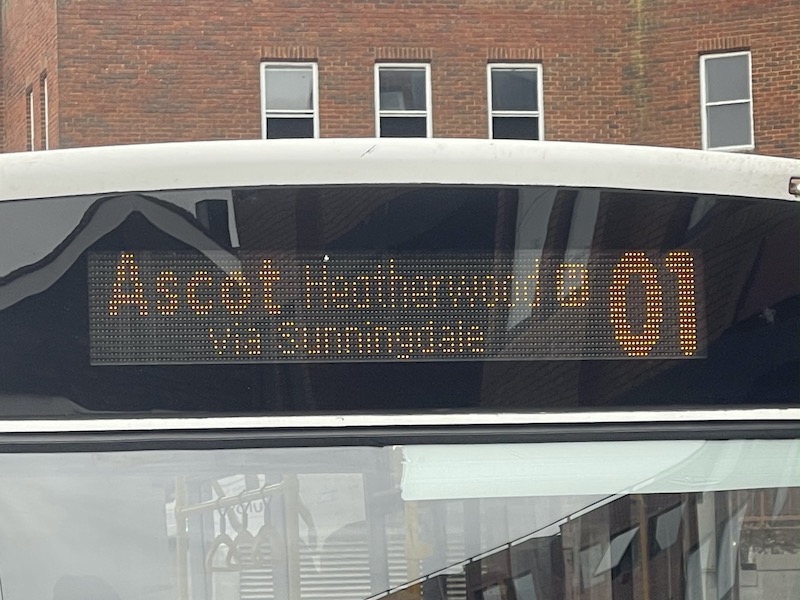 Ascot Heatherwood H 01
via Sunningdale